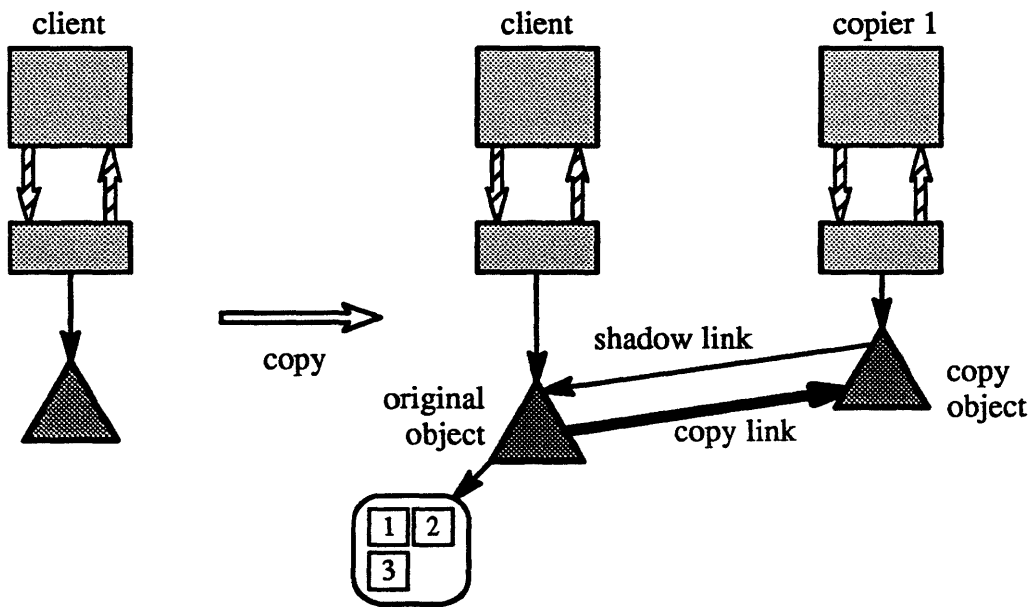 client
client
copier 1
copy
shadow link
original
object
copy link
copy
object
1
2
3